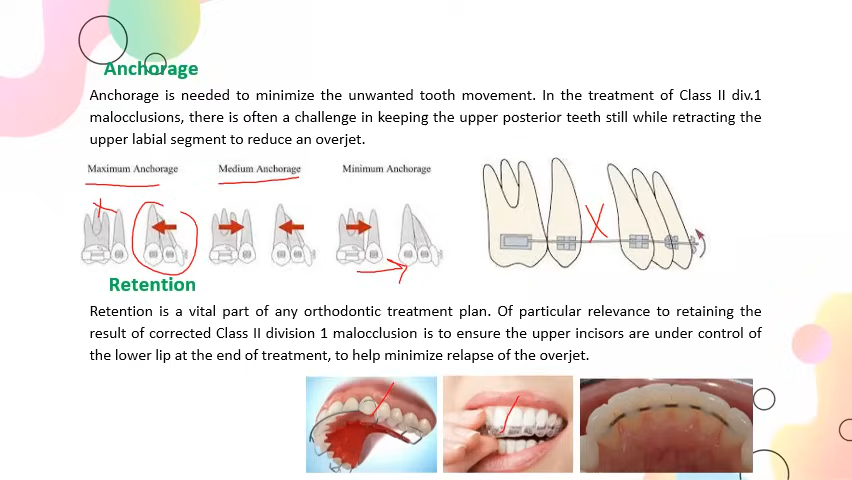 Anchorage
Anchorage is needed to minimize the unwanted tooth movement. In the treatment of Class II div.1
malocclusions, there is often a challenge in keeping the upper posterior teeth still while retracting the
upper labial segment to reduce an overjet.
Maximum Anchorage Medium Anchorage Minimum Anchorage
Retention
Retention is a vital part of any orthodontic treatment plan. Of particular relevance to retaining the
result of corrected Class II division 1 malocclusion is to ensure the upper incisors are under control of
the lower lip at the end of treatment, to help minimize relapse of the overjet.